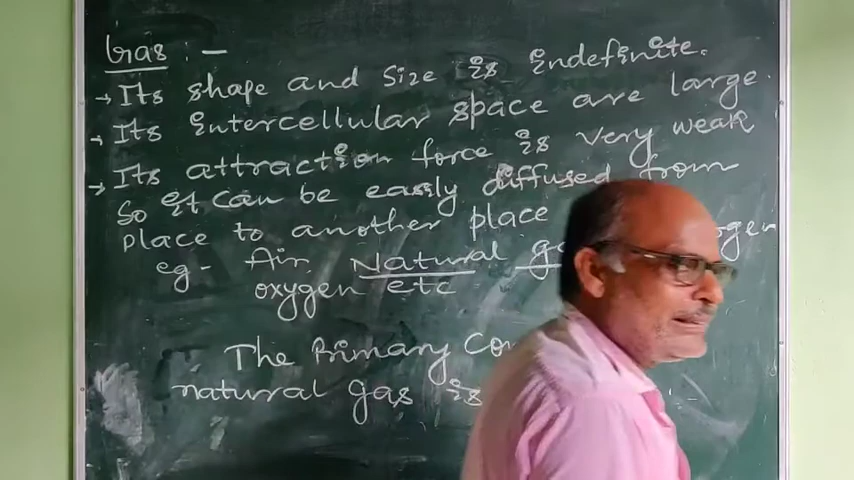 Gas : -
→ Its shape and size is indefinite.
→ Its intercellular space are large.
→ Its attraction force is very weak
So it can be easily diffused from
place to another place
eg - Air, Natural
oxygen etc
The Primary
natural gas is